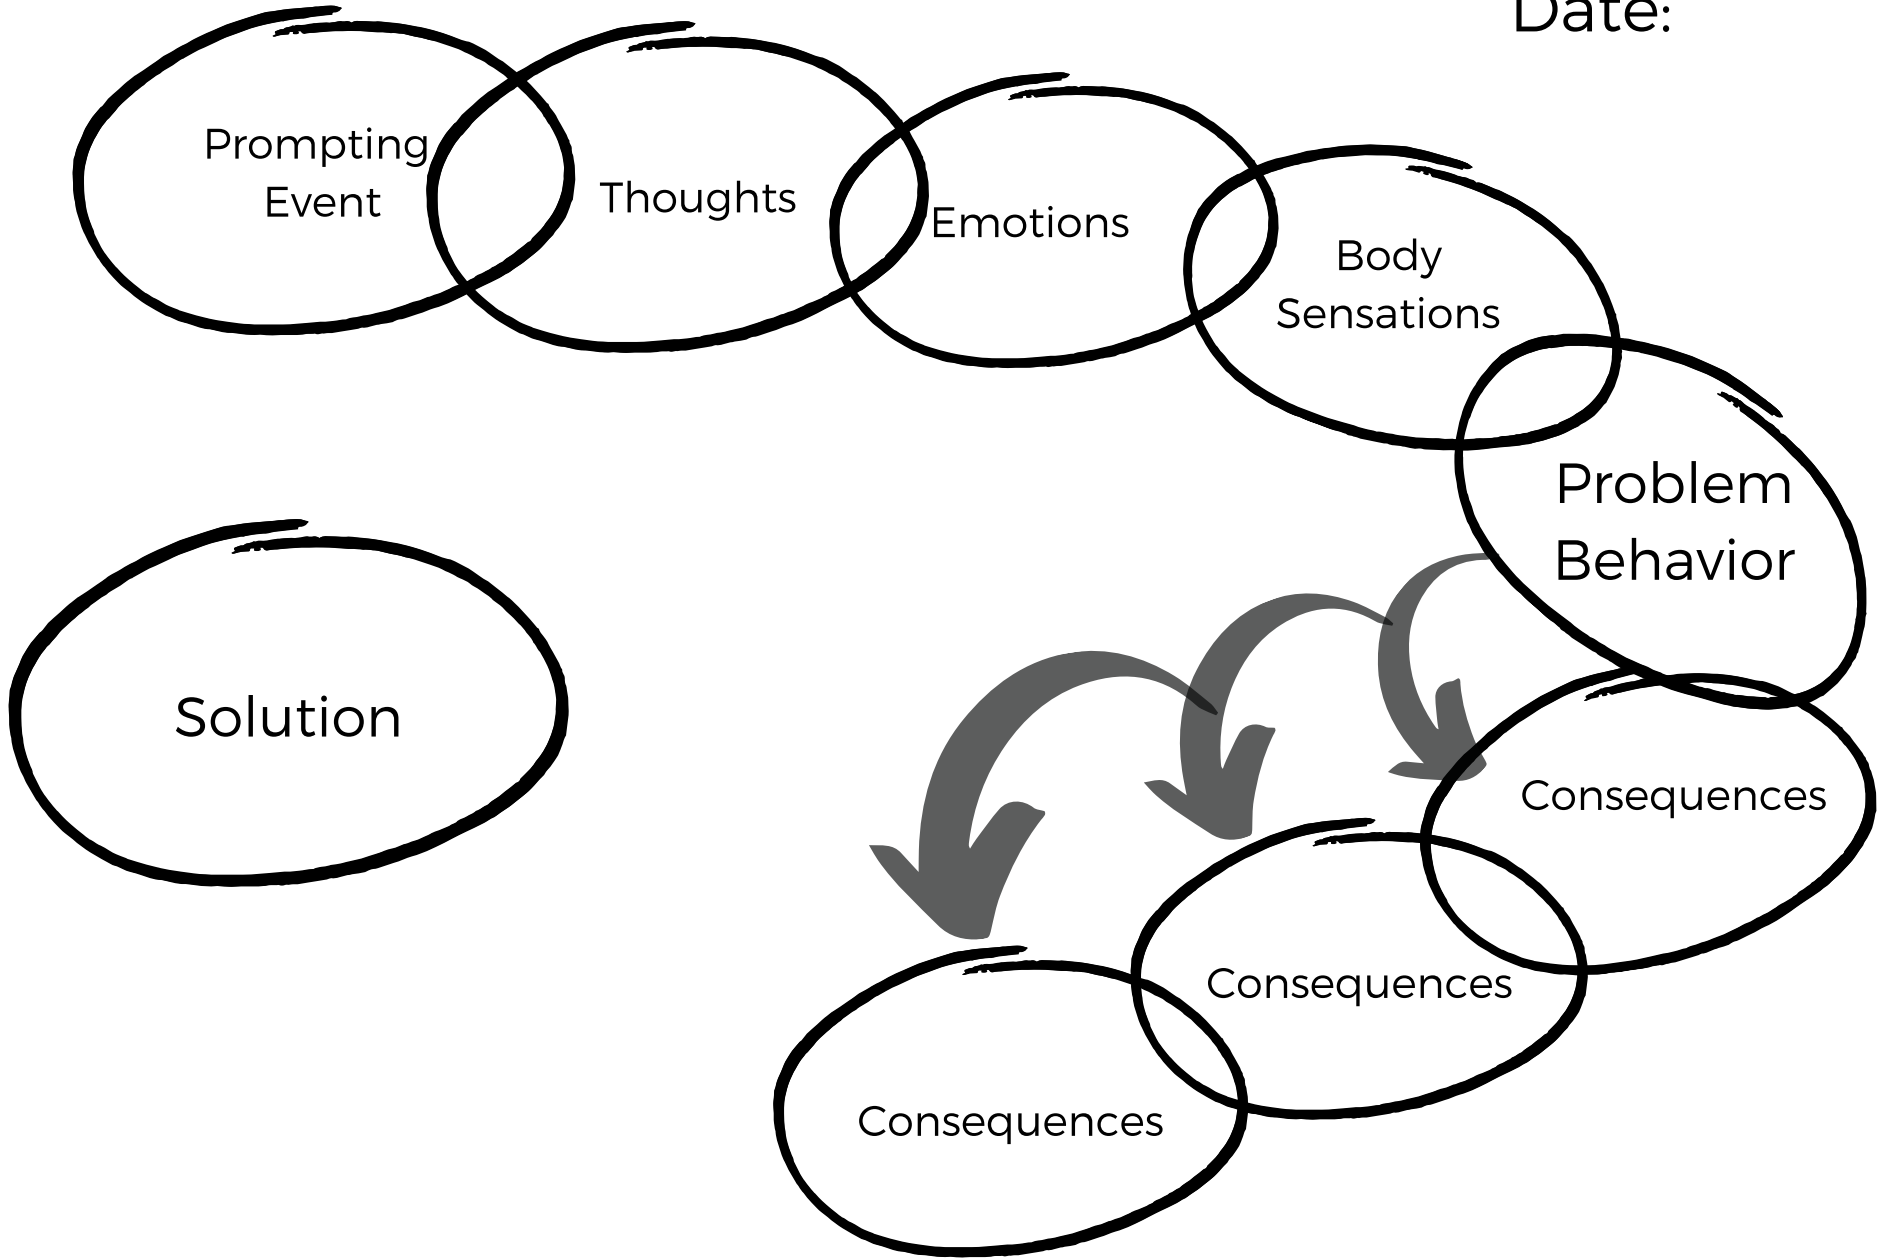 Date:
Prompting
Event
Thoughts
Emotions
Body
Sensations
Problem
Behavior
Solution
Consequences
Consequences
Consequences